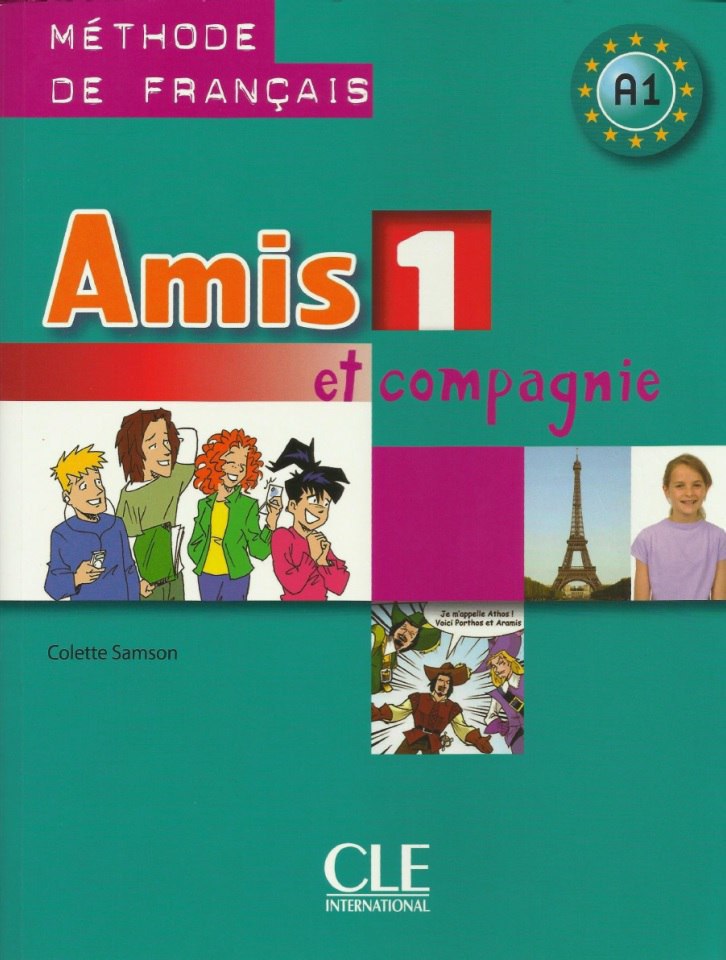 MÉTHODE
DE FRANÇAIS
A1
Amis 1
et compagnie
Je m'appelle Athos !
Voici Porthos et Aramis
Colette Samson
CLE
INTERNATIONAL